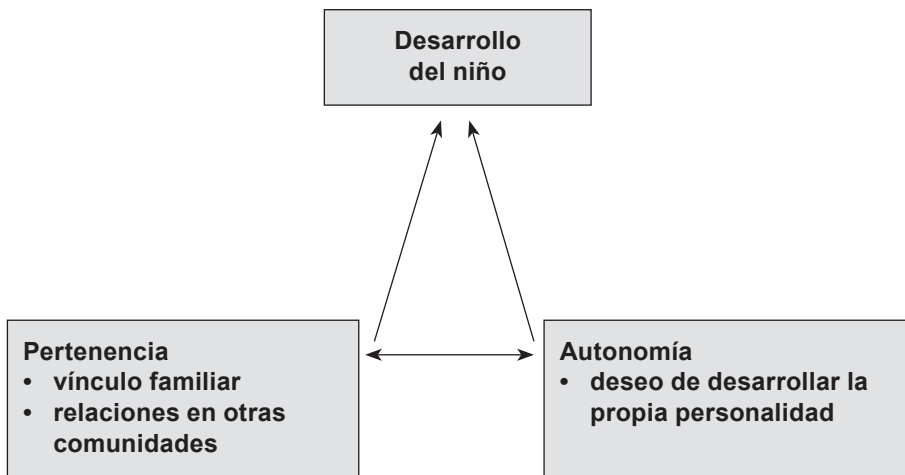 Desarrollo
del niño
Pertenencia
• vínculo familiar
• relaciones en otras
comunidades
Autonomía
• deseo de desarrollar la
propia personalidad